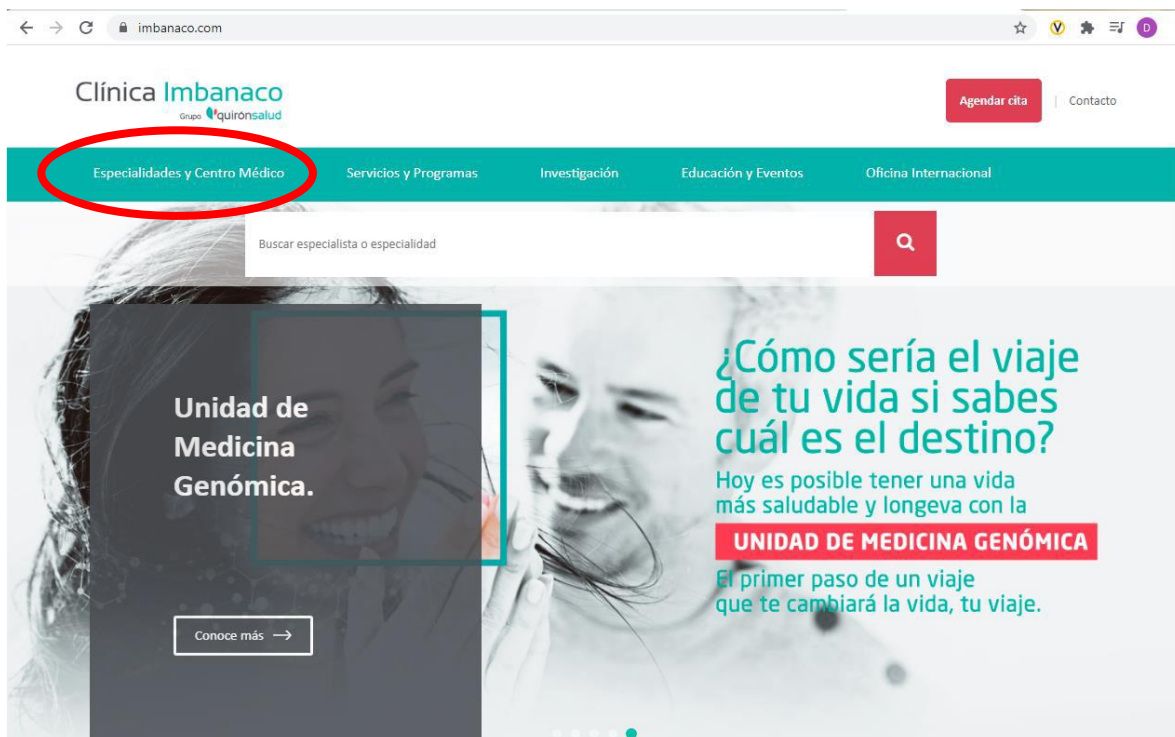 imbanaco.com
D
Clínica Imbanaco
Grupo quirónsalud
Agendar cita | Contacto
Especialidades y Centro Médico Servicios y Programas Investigación Educación y Eventos Oficina Internacional
Buscar especialista o especialidad
Unidad de
Medicina
Genómica.
Conoce más →
¿Cómo sería el viaje
de tu vida si sabes
cuál es el destino?
Hoy es posible tener una vida
más saludable y longeva con la
UNIDAD DE MEDICINA GENÓMICA
El primer paso de un viaje
que te cambiará la vida, tu viaje.